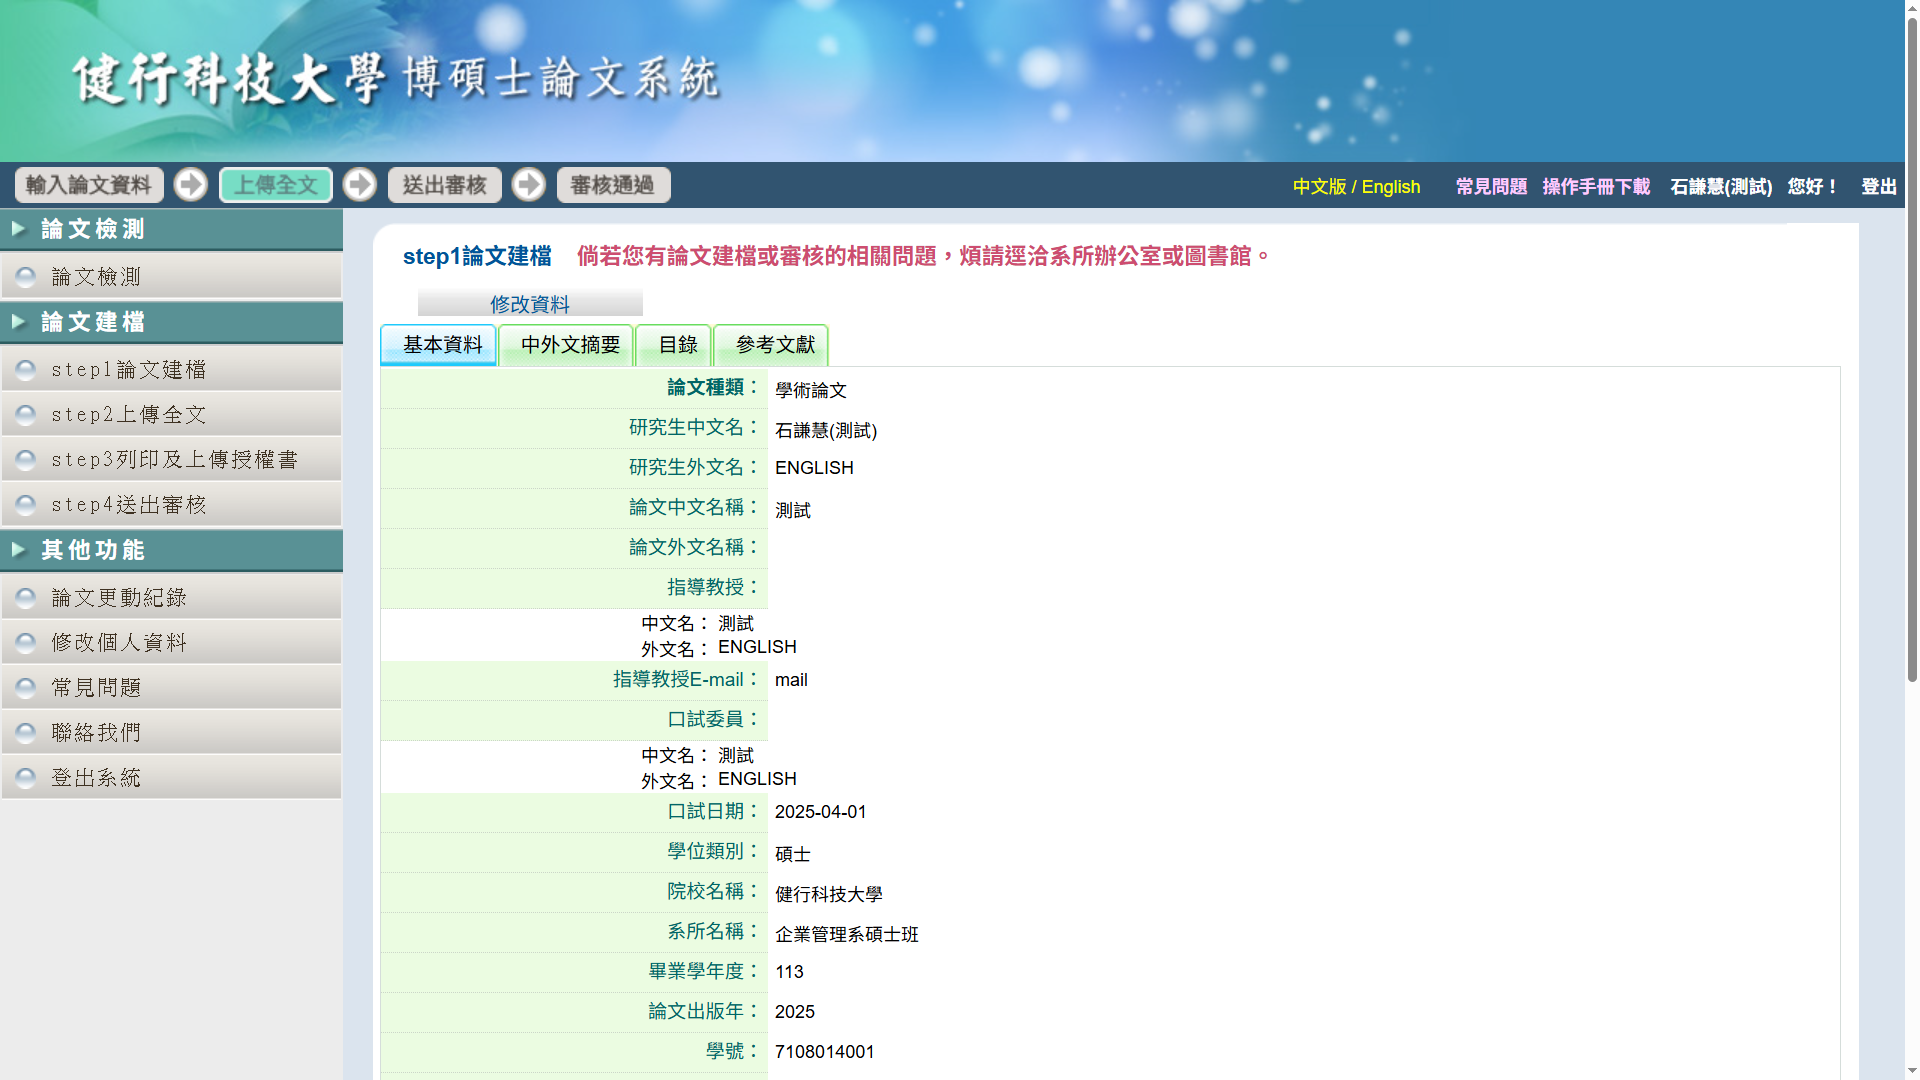 健行科技大學 博碩士論文系統
輸入論文資料 上傳全文 送出審核 審核通過 中文版 / English 常見問題 操作手冊下載 石謙慧(測試) 您好！ 登出
論文檢測
論文檢測
論文建檔
step1論文建檔
step2上傳全文
step3列印及上傳授權書
step4送出審核
其他功能
論文更動紀錄
修改個人資料
常見問題
聯絡我們
登出系統
step1論文建檔 倘若您有論文建檔或審核的相關問題，煩請逕洽系所辦公室或圖書館。
修改資料
基本資料 中外文摘要 目錄 參考文獻
論文種類： 學術論文
研究生中文名： 石謙慧(測試)
研究生外文名： ENGLISH
論文中文名稱： 測試
論文外文名稱：
指導教授：
中文名： 測試
外文名： ENGLISH
指導教授E-mail： mail
口試委員：
中文名： 測試
外文名： ENGLISH
口試日期： 2025-04-01
學位類別： 碩士
院校名稱： 健行科技大學
系所名稱： 企業管理系碩士班
畢業學年度： 113
論文出版年： 2025
學號： 7108014001